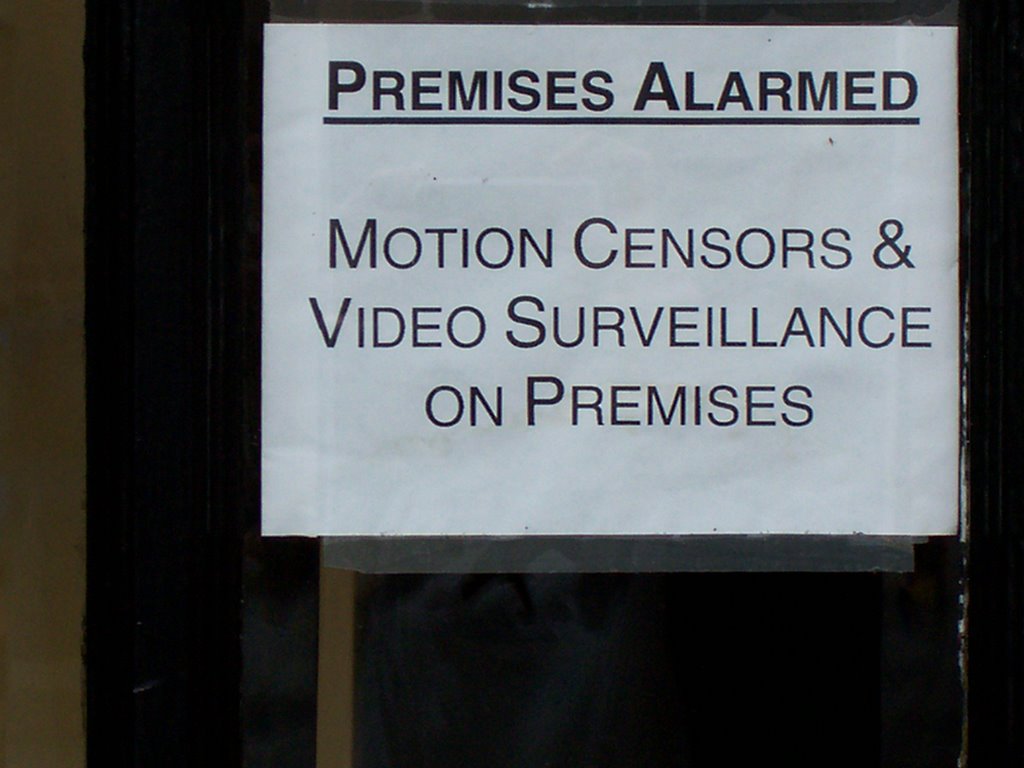 PREMISES ALARMED
MOTION CENSORS &
VIDEO SURVEILLANCE
ON PREMISES